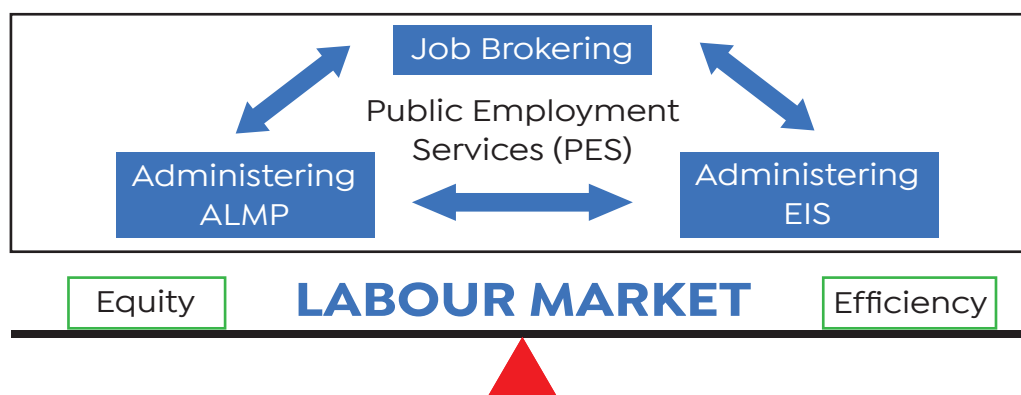 Job Brokering
Public Employment
Services (PES)
Administering
ALMP
Administering
EIS
Equity
LABOUR MARKET
Efficiency